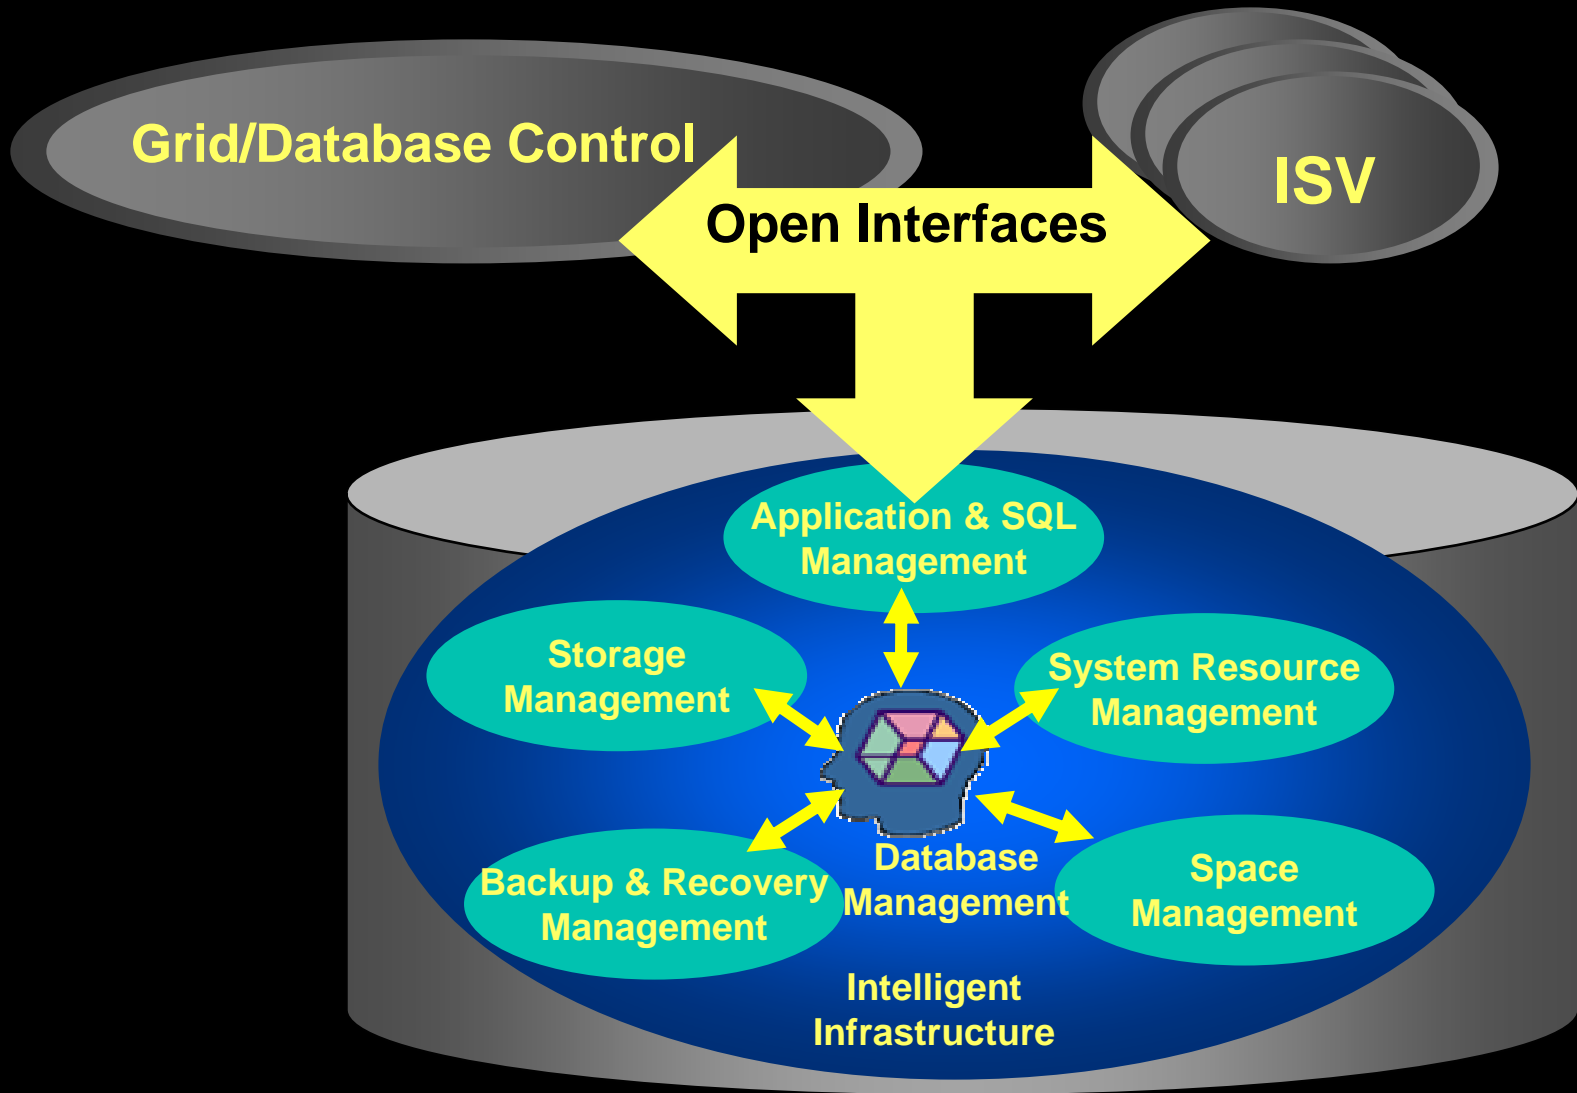 Grid/Database Control
ISV
Open Interfaces
Application & SQL
Management
Storage
Management
System Resource
Management
Backup & Recovery
Management
Database
Management
Space
Management
Intelligent
Infrastructure